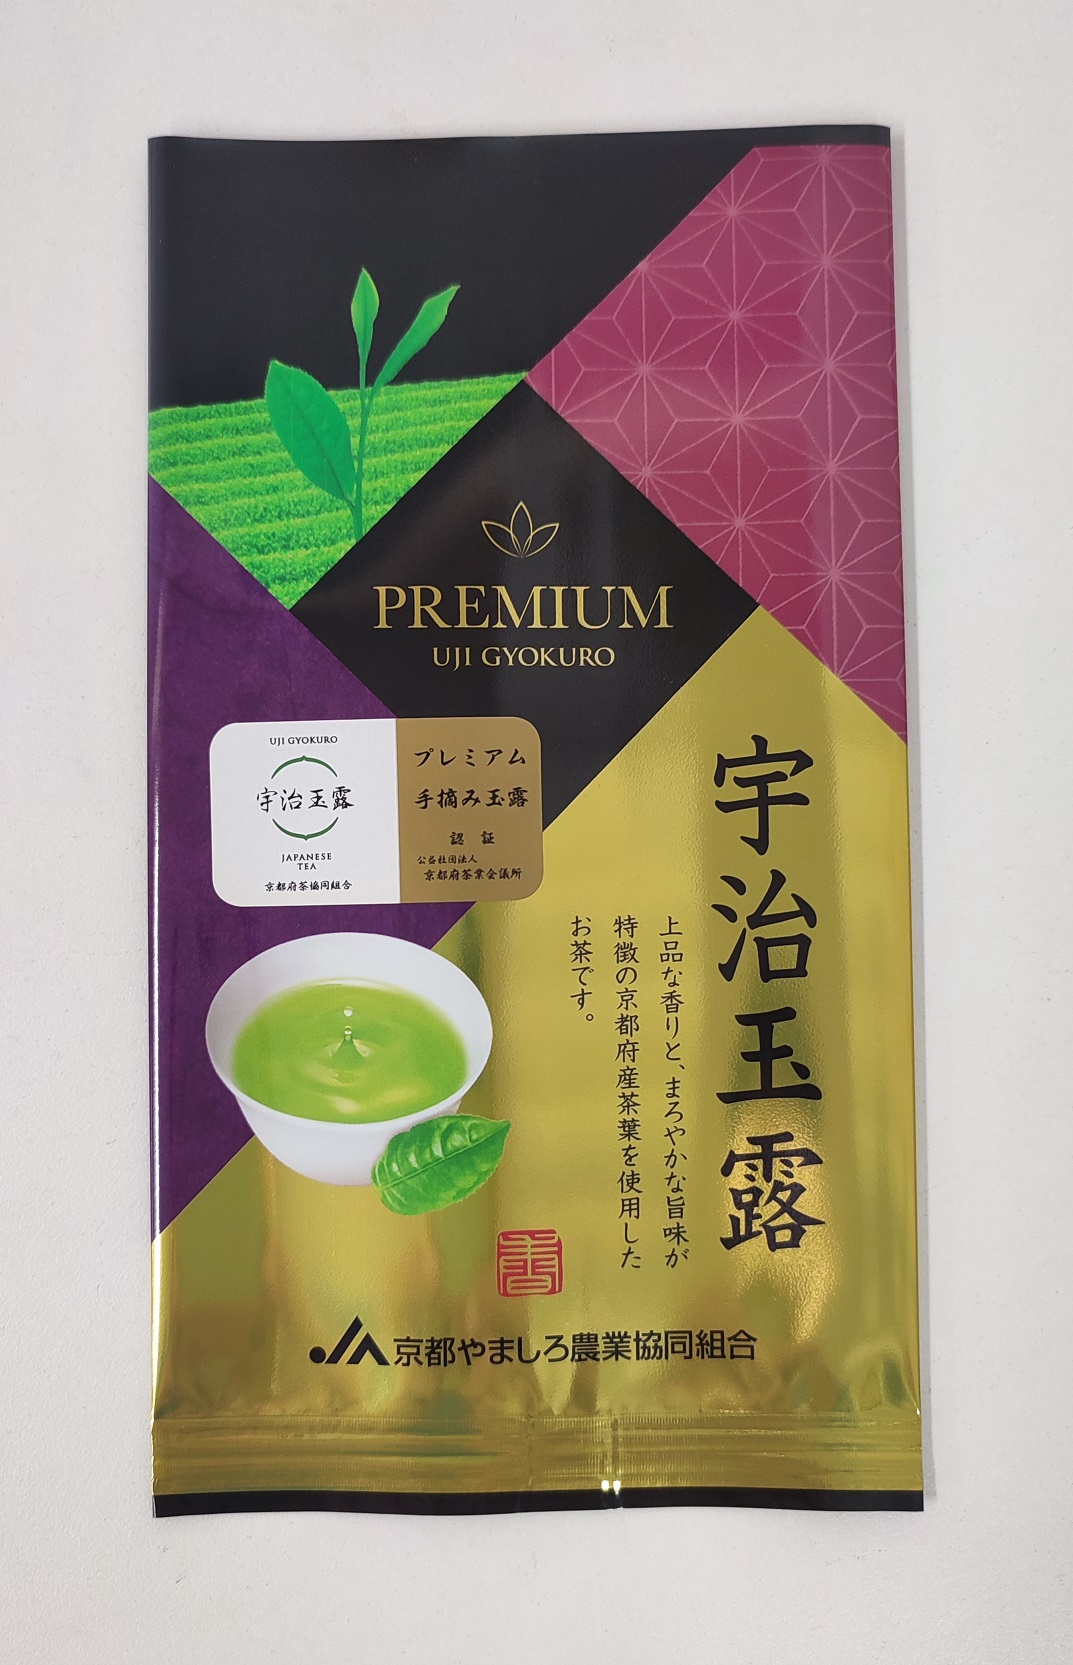 PREMIUM
UJI GYOKURO
UJI GYOKURO
宇治玉露
JAPANESE
TEA
京都府茶協同組合
プレミアム
手摘み玉露
認証
公益社団法人
京都府茶業会議所
宇治玉露
上品な香りと、まろやかな旨味が
特徴の京都府産茶葉を使用した
お茶です。
香
JA京都やましろ農業協同組合